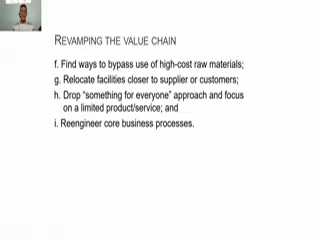 REVAMPING THE VALUE CHAIN
f. Find ways to bypass use of high-cost raw materials;
g. Relocate facilities closer to supplier or customers;
h. Drop “something for everyone” approach and focus
on a limited product/service; and
i. Reengineer core business processes.